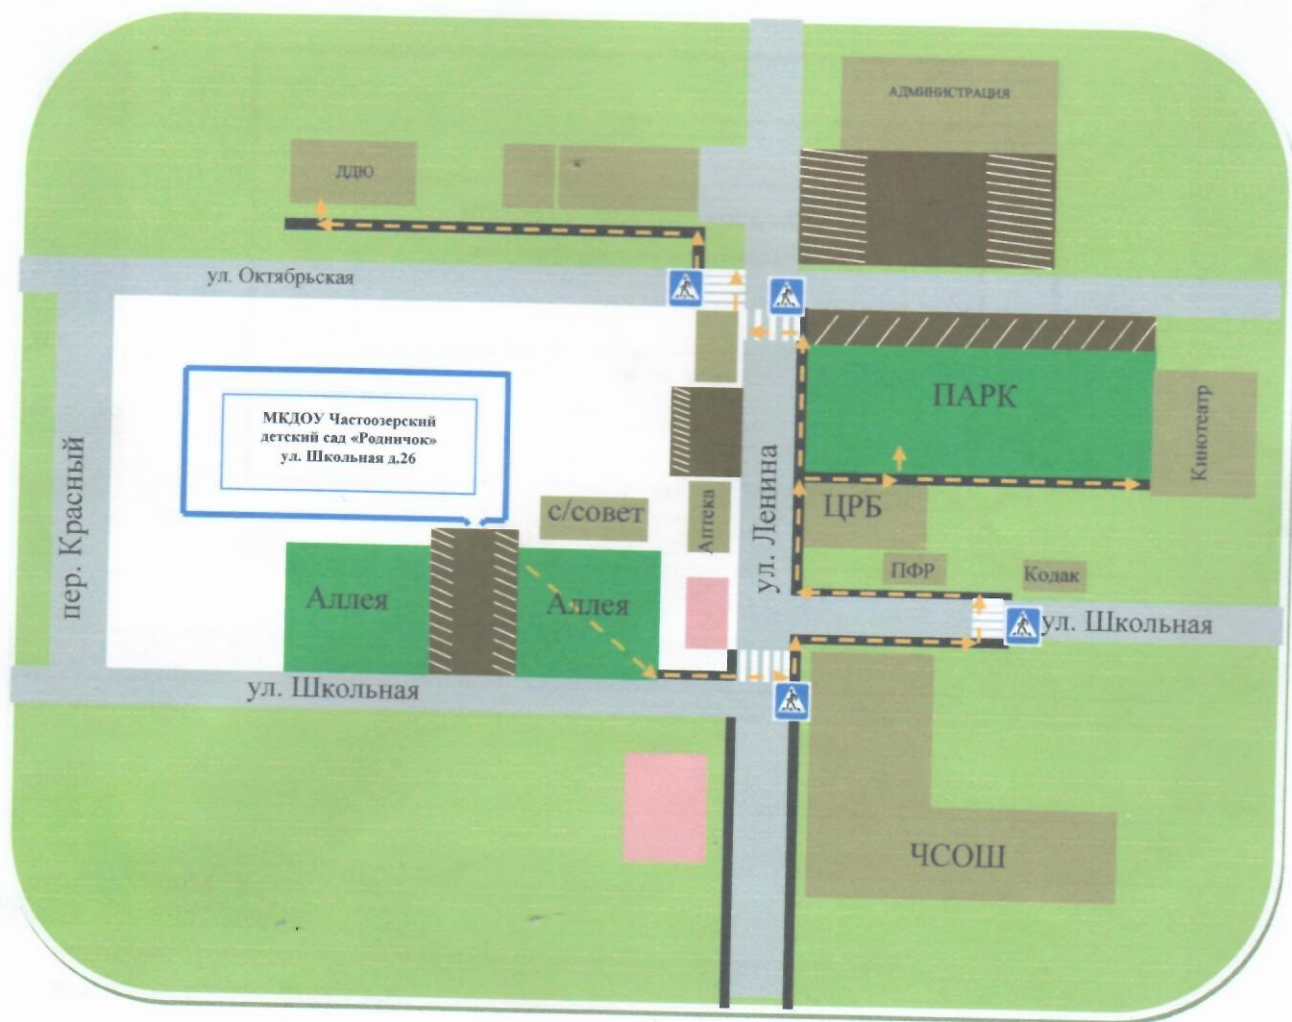 АДМИНИСТРАЦИЯ
ДДЮ
ул. Октябрьская
МКДОУ Частоозерский
детский сад «Родничок»
ул. Школьная д.26
ПАРК
Кинотеатр
пер. Красный
с/совет
Аптека
ул. Ленина
ЦРБ
ПФР
Кодак
Аллея
Аллея
ул. Школьная
ул. Школьная
ЧСОШ